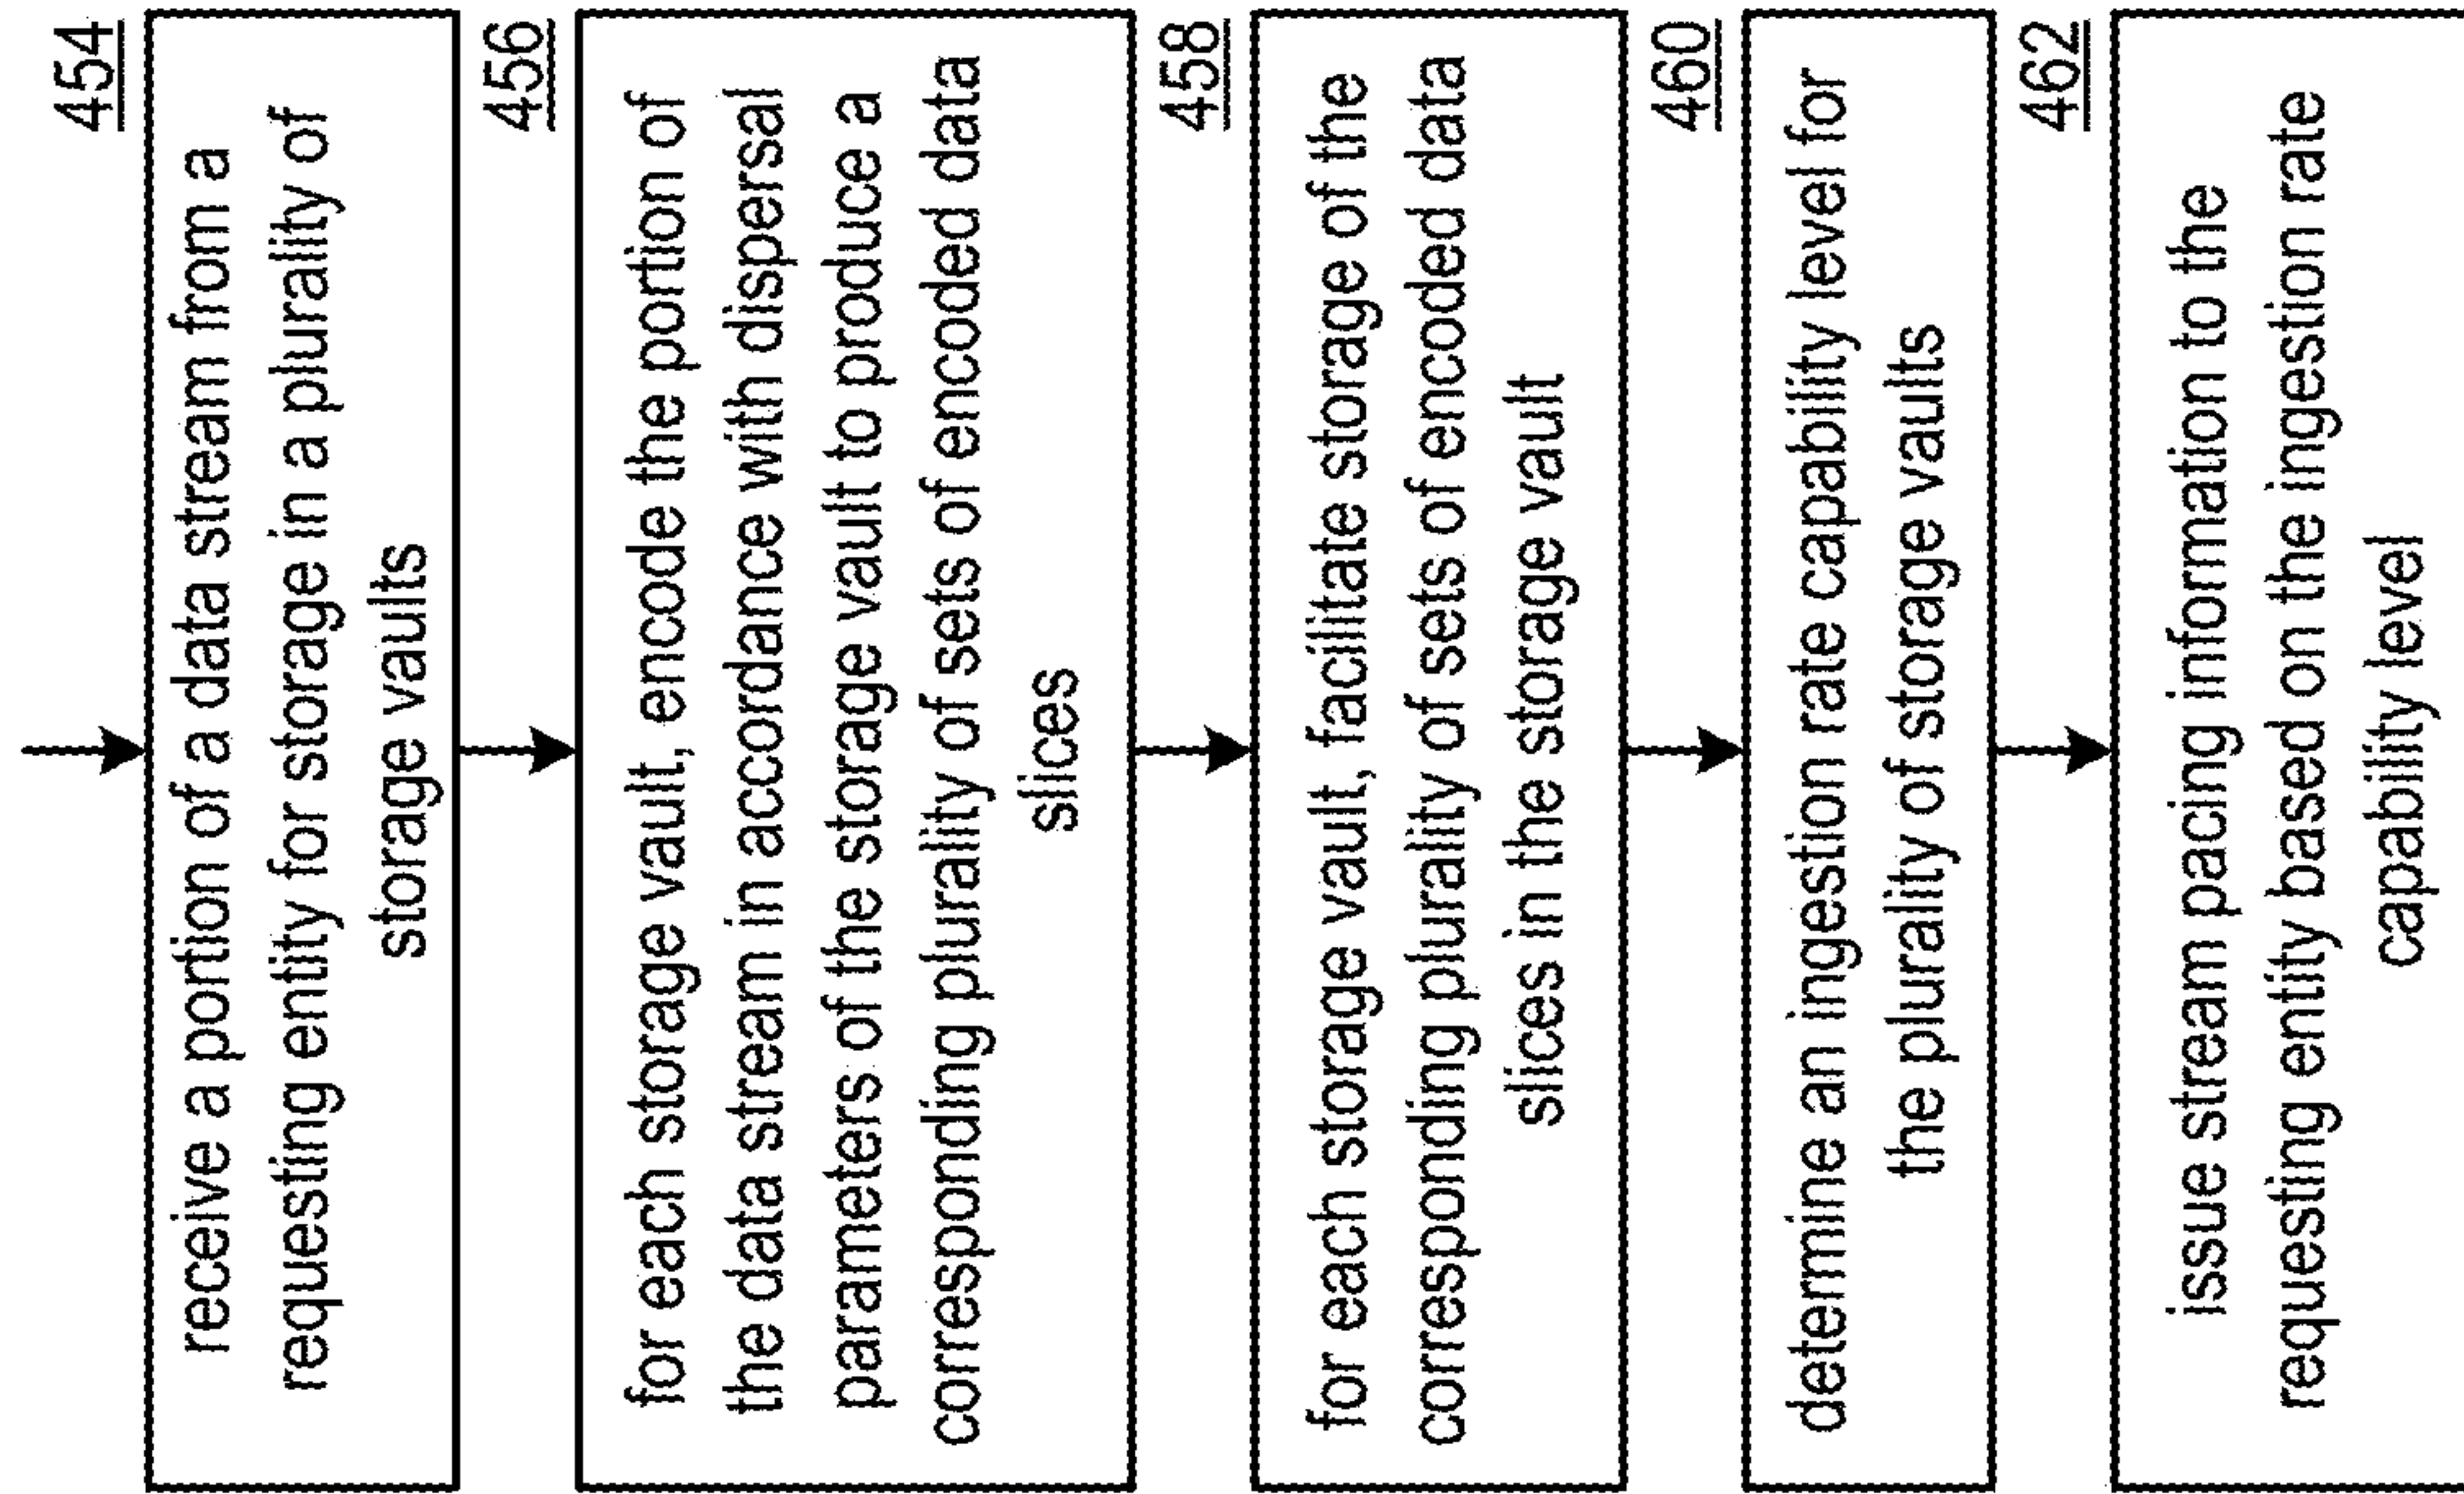 454
receive a portion of a data stream from a
requesting entity for storage in a plurality of
storage vaults
456
for each storage vault, encode the portion of
the data stream in accordance with dispersal
parameters of the storage vault to produce a
corresponding plurality of sets of encoded data
slices
458
for each storage vault, facilitate storage of the
corresponding plurality of sets of encoded data
slices in the storage vault
460
determine an ingestion rate capability level for
the plurality of storage vaults
462
issue stream pacing information to the
requesting entity based on the ingestion rate
capability level